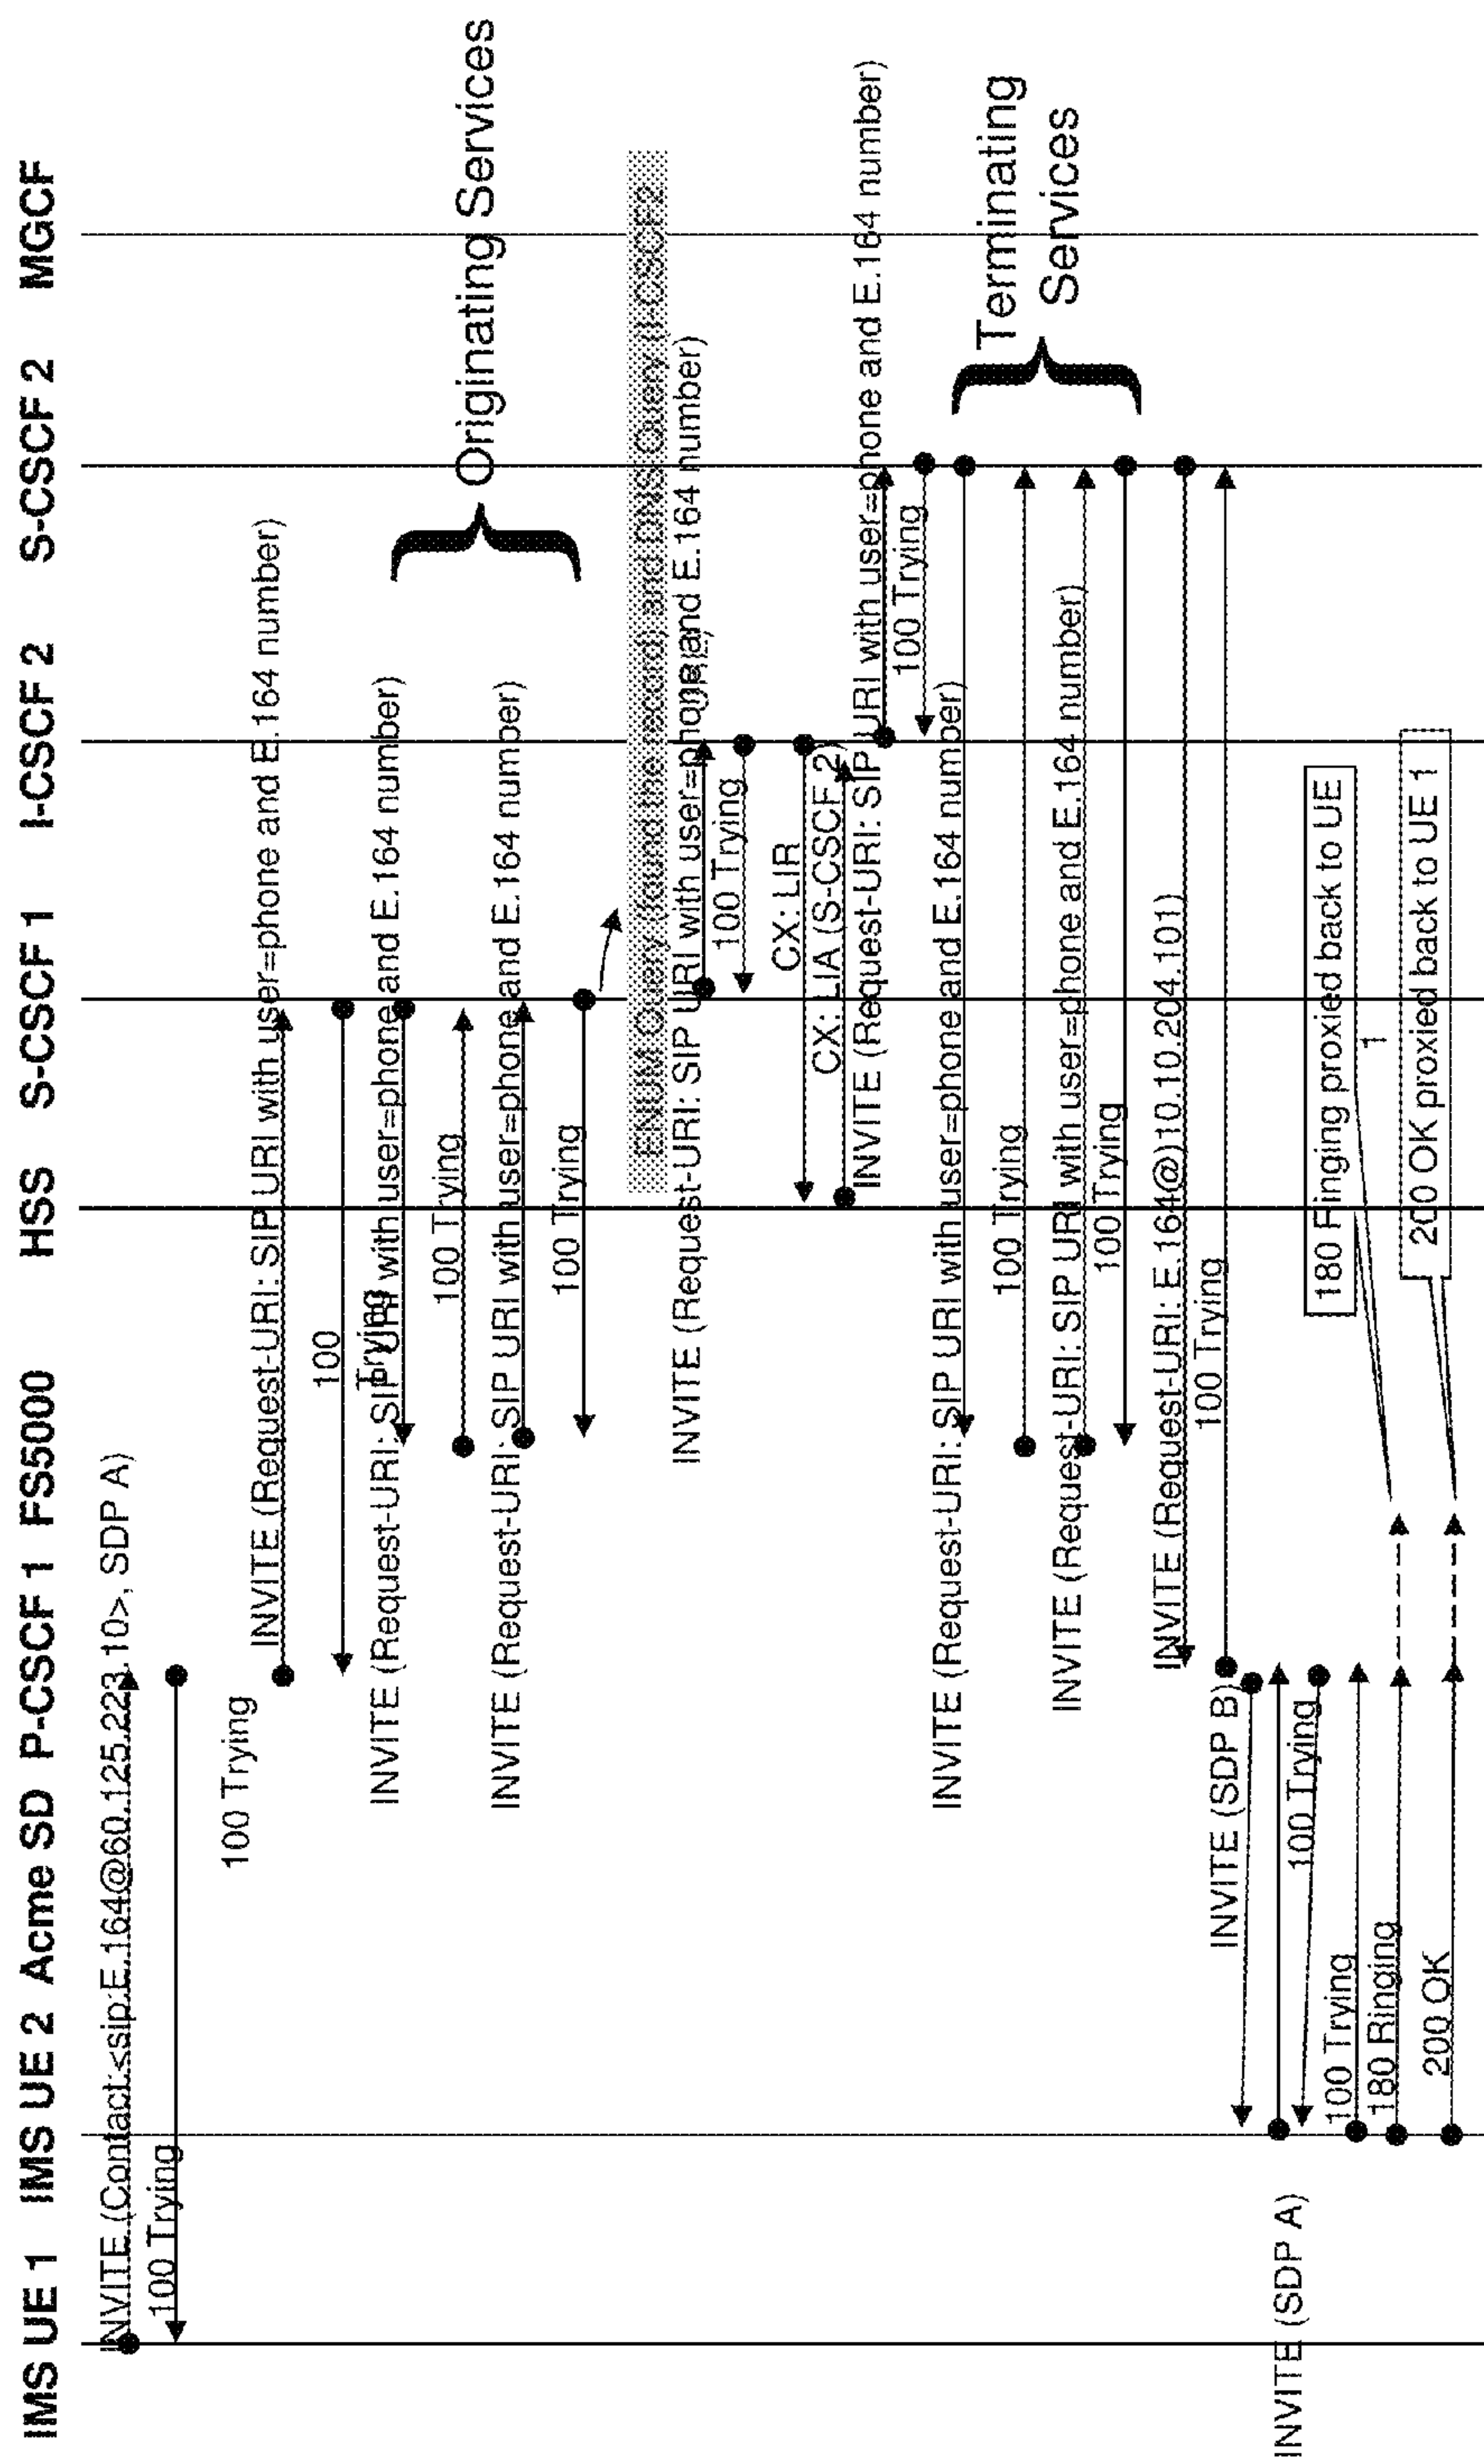 IMS UE 1 IMS UE 2 Acme SD P-CSCF 1 FS5000 HSS S-CSCF 1 I-CSCF 2 S-CSCF 2 MGCF
INVITE (Contact:<sip:E.164@60.125.223.10>, SDP A)
100 Trying
100 Trying
INVITE (Request-URI: SIP URI with user=phone and E.164 number)
100
Trying
INVITE (Request-URI: SIP URI with user=phone and E.164 number)
100 Trying
Originating Services
INVITE (Request-URI: SIP URI with user=phone and E.164 number)
100 Trying
ENUM Query (found the record) and DNS Query (I-CSCF2
INVITE (Request-URI: SIP URI with user=phone and E.164 number)
100 Trying
CX: LIR
CX: LIA (S-CSCF 2)
INVITE (Request-URI: SIP URI with user=phone and E.164 number)
100 Trying
INVITE (Request-URI: SIP URI with user=phone and E.164 number)
100 Trying
Terminating
Services
INVITE (Request-URI: SIP URI with user=phone and E.164 number)
100 Trying
INVITE (Request-URI: E.164@)10.10.204.101)
100 Trying
INVITE (SDP B)
INVITE (SDP A)
100 Trying
100 Trying
180 Ringing
180 Ringing proxied back to UE
1
200 OK
200 OK proxied back to UE 1